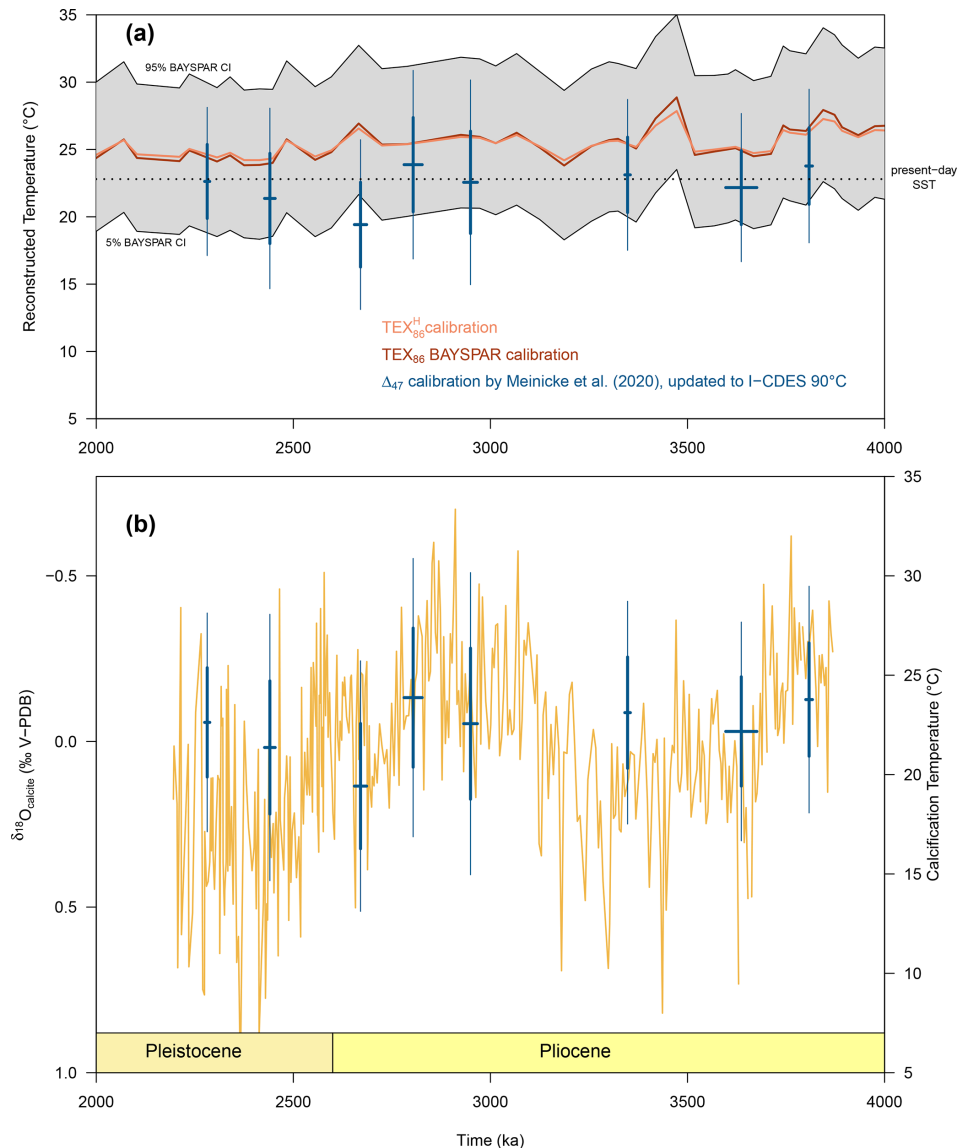 (a)
Reconstructed Temperature (°C)
35
30
25
20
15
10
5
95% BAYSPAR CI
5% BAYSPAR CI
present−day
SST
TEX₈₆ᴴ calibration
TEX₈₆ BAYSPAR calibration
Δ₄₇ calibration by Meinicke et al. (2020), updated to I−CDES 90°C
2000
2500
3000
3500
4000
(b)
δ¹⁸O_calcite (‰ V−PDB)
−0.5
0.0
0.5
1.0
35
30
25
20
15
10
5
Calcification Temperature (°C)
Pleistocene
Pliocene
2000
2500
3000
3500
4000
Time (ka)